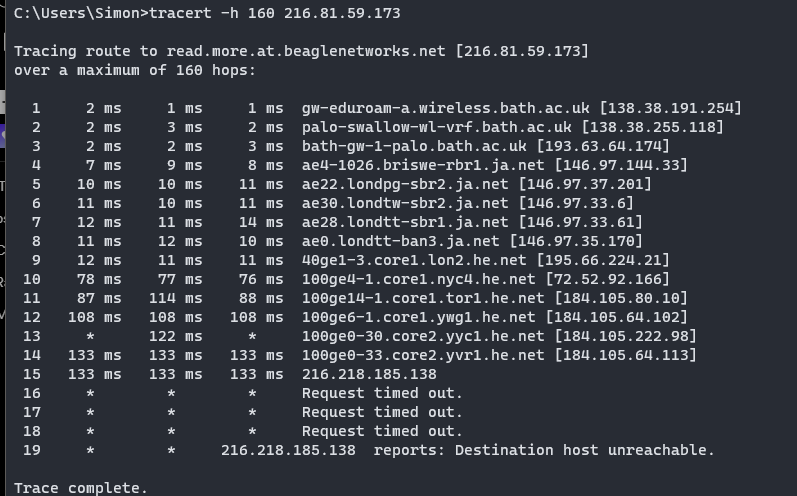 C:\Users\Simon>tracert -h 160 216.81.59.173
Tracing route to read.more.at.beaglenetworks.net [216.81.59.173]
over a maximum of 160 hops:
1 2 ms 1 ms 1 ms gw-eduroam-a.wireless.bath.ac.uk [138.38.191.254]
2 2 ms 3 ms 2 ms palo-swallow-wl-vrf.bath.ac.uk [138.38.255.118]
3 2 ms 2 ms 3 ms bath-gw-1-palo.bath.ac.uk [193.63.64.174]
4 7 ms 9 ms 8 ms ae4-1026.briswe-rbr1.ja.net [146.97.144.33]
5 10 ms 10 ms 11 ms ae22.londpg-sbr2.ja.net [146.97.37.201]
6 11 ms 10 ms 11 ms ae30.londtw-sbr2.ja.net [146.97.33.6]
7 12 ms 11 ms 14 ms ae28.londtt-sbr1.ja.net [146.97.33.61]
8 11 ms 12 ms 10 ms ae0.londtt-ban3.ja.net [146.97.35.170]
9 12 ms 11 ms 11 ms 40ge1-3.core1.lon2.he.net [195.66.224.21]
10 78 ms 77 ms 76 ms 100ge4-1.core1.nyc4.he.net [72.52.92.166]
11 87 ms 114 ms 88 ms 100ge14-1.core1.tor1.he.net [184.105.80.10]
12 108 ms 108 ms 108 ms 100ge6-1.core1.ywg1.he.net [184.105.64.102]
13 * 122 ms * 100ge0-30.core2.yyc1.he.net [184.105.222.98]
14 133 ms 133 ms 133 ms 100ge0-33.core2.yvr1.he.net [184.105.64.113]
15 133 ms 133 ms 133 ms 216.218.185.138
16 * * * Request timed out.
17 * * * Request timed out.
18 * * * Request timed out.
19 * * 216.218.185.138 reports: Destination host unreachable.
Trace complete.